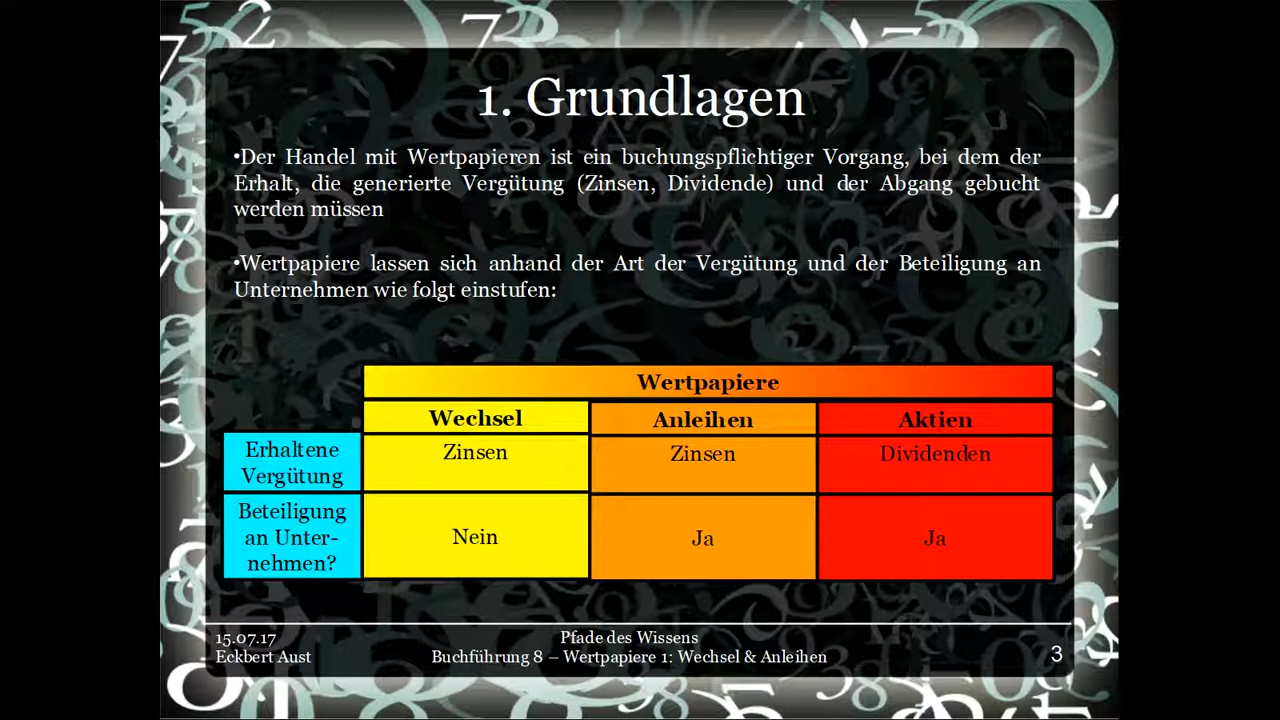 1. Grundlagen
•Der Handel mit Wertpapieren ist ein buchungspflichtiger Vorgang, bei dem der
Erhalt, die generierte Vergütung (Zinsen, Dividende) und der Abgang gebucht
werden müssen
•Wertpapiere lassen sich anhand der Art der Vergütung und der Beteiligung an
Unternehmen wie folgt einstufen:
Wertpapiere
Wechsel Anleihen Aktien
Erhaltene
Vergütung
Zinsen Zinsen Dividenden
Beteiligung
an Unter-
nehmen?
Nein Ja Ja
15.07.17
Eckbert Aust
Pfade des Wissens
Buchführung 8 – Wertpapiere 1: Wechsel & Anleihen
3